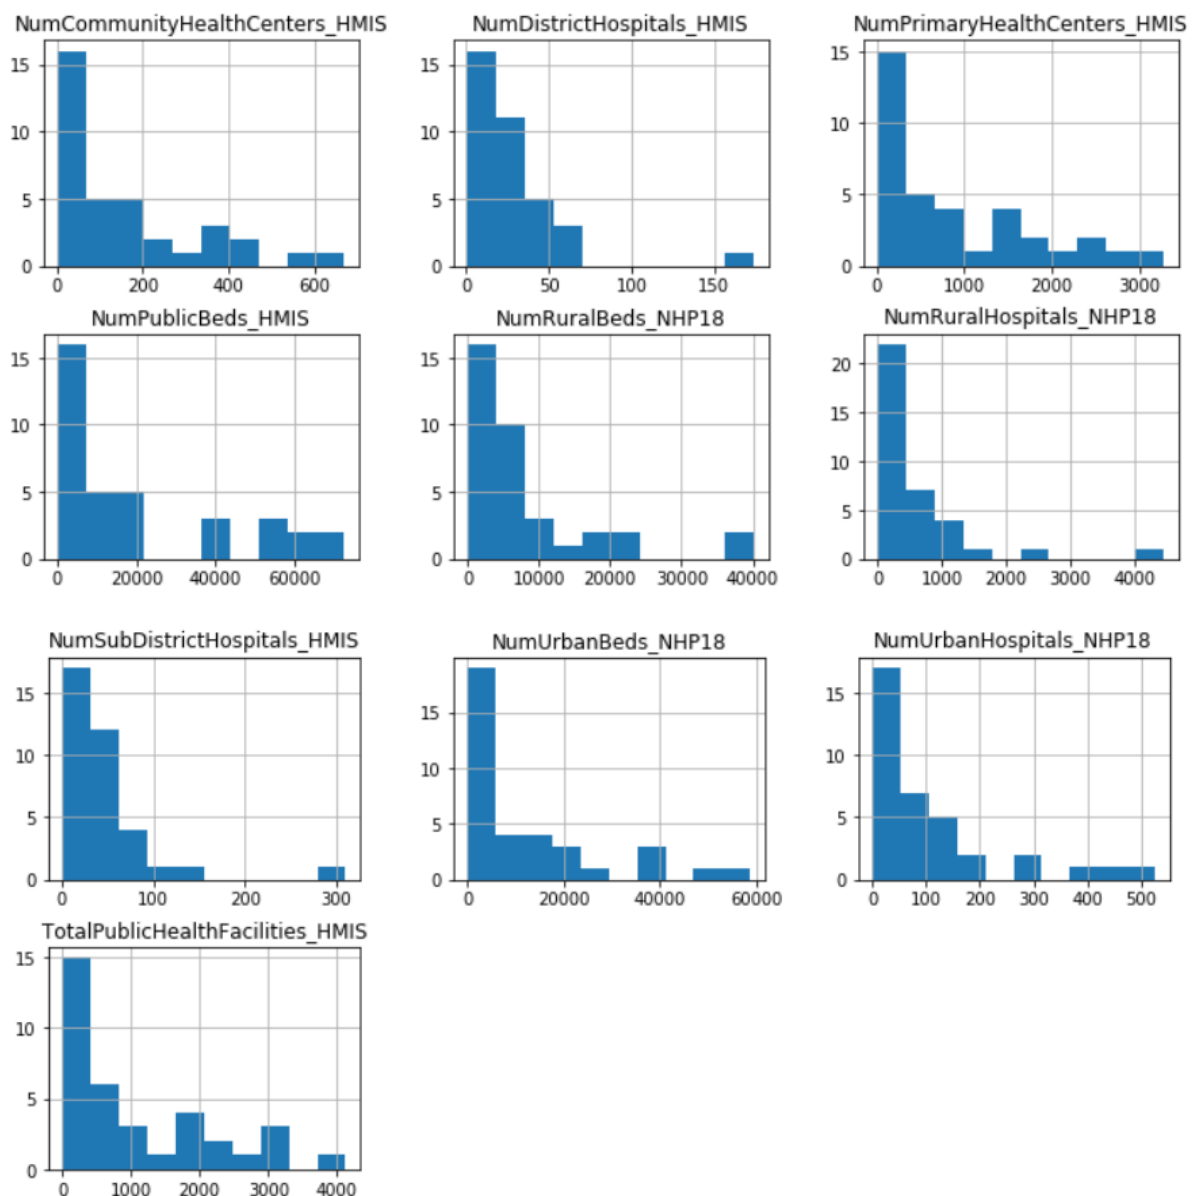 NumCommunityHealthCenters_HMIS
15
10
5
0
0 200 400 600
NumDistrictHospitals_HMIS
15
10
5
0
0 50 100 150
NumPrimaryHealthCenters_HMIS
15
10
5
0
0 1000 2000 3000
NumPublicBeds_HMIS
15
10
5
0
20000 40000 60000
0
NumRuralBeds_NHP18
15
10
5
0
0 10000 20000 30000 40000
NumRuralHospitals_NHP18
20
15
10
5
0
0 1000 2000 3000 4000
NumSubDistrictHospitals_HMIS
15
10
5
0
0 100 200 300
NumUrbanBeds_NHP18
15
10
5
0
0 20000 40000 60000
NumUrbanHospitals_NHP18
15
10
5
0
0 100 200 300 400 500
TotalPublicHealthFacilities_HMIS
15
10
5
0
0 1000 2000 3000 4000